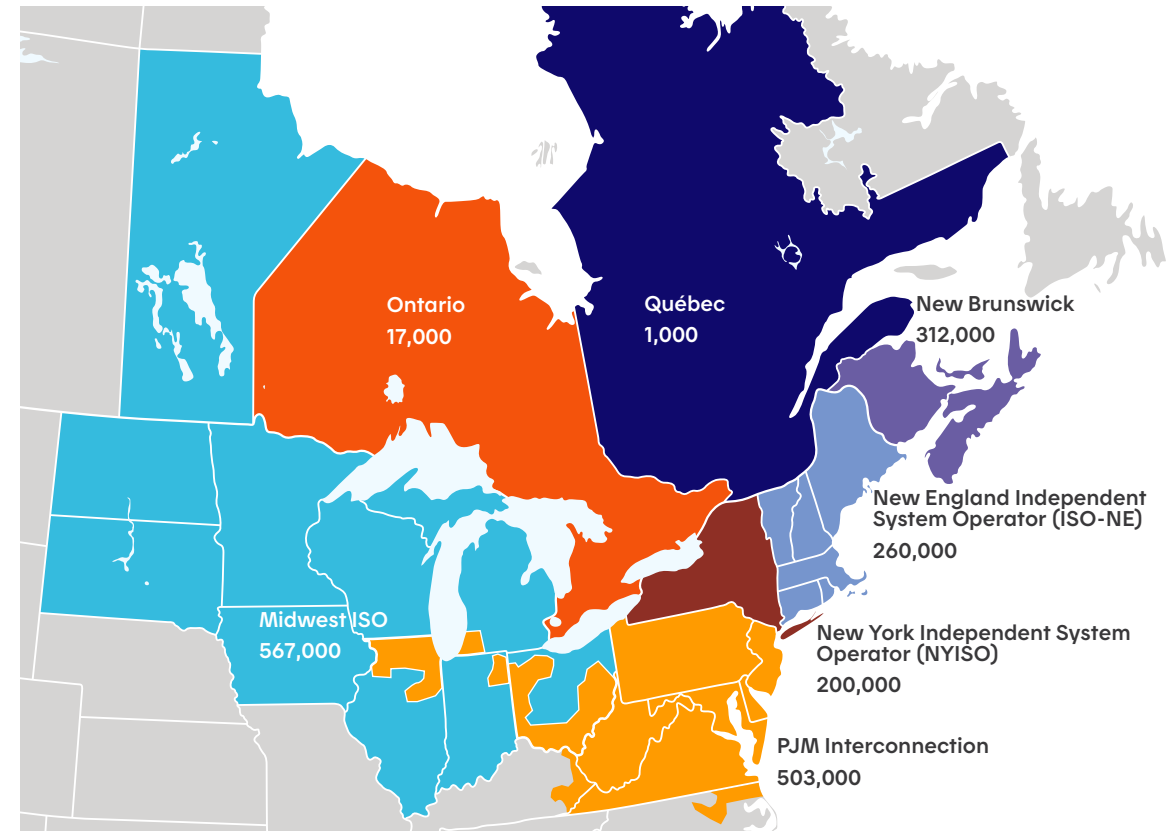 Ontario
17,000
Québec
1,000
New Brunswick
312,000
New England Independent
System Operator (ISO-NE)
260,000
Midwest ISO
567,000
New York Independent System
Operator (NYISO)
200,000
PJM Interconnection
503,000